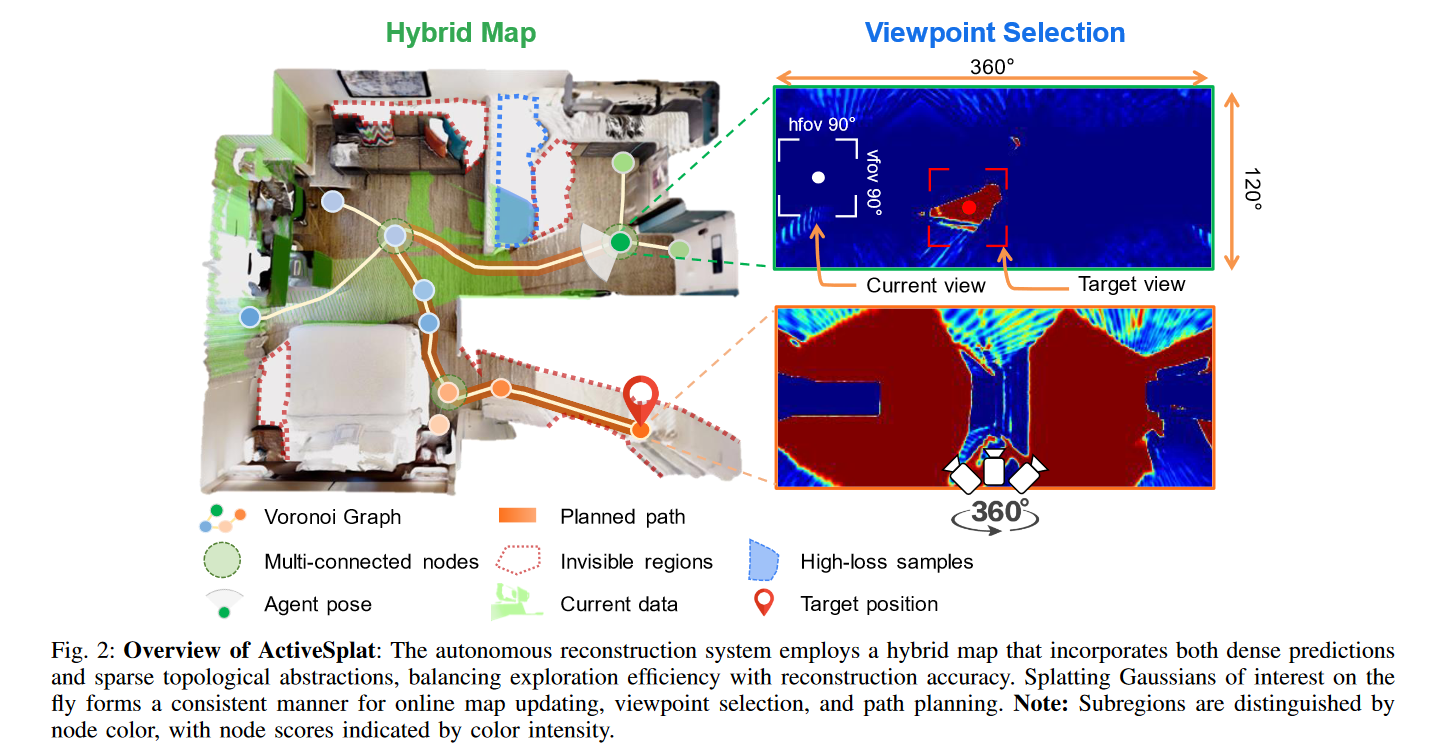 Hybrid Map
Viewpoint Selection
360°
hfov 90°
vfov 90°
120°
Current view
Target view
360°
Voronoi Graph
Planned path
Multi-connected nodes
Invisible regions
High-loss samples
Agent pose
Current data
Target position
Fig. 2: Overview of ActiveSplat: The autonomous reconstruction system employs a hybrid map that incorporates both dense predictions
and sparse topological abstractions, balancing exploration efficiency with reconstruction accuracy. Splatting Gaussians of interest on the
fly forms a consistent manner for online map updating, viewpoint selection, and path planning. Note: Subregions are distinguished by
node color, with node scores indicated by color intensity.